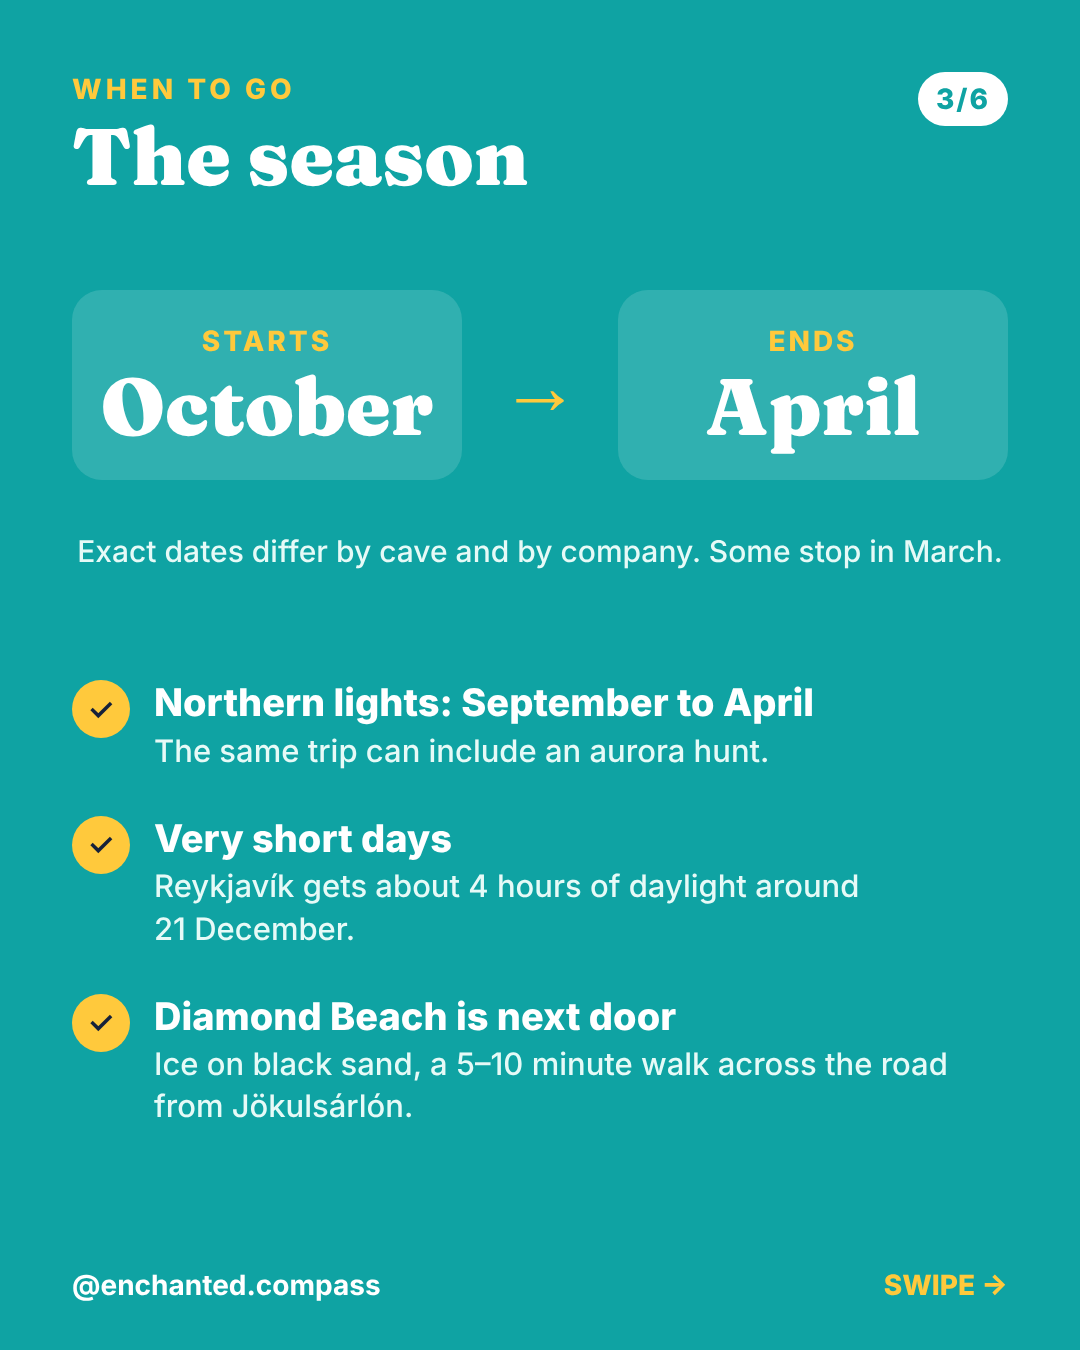 WHEN TO GO
3/6
The season
STARTS
October
→
ENDS
April
Exact dates differ by cave and by company. Some stop in March.
Northern lights: September to April
The same trip can include an aurora hunt.
Very short days
Reykjavík gets about 4 hours of daylight around
21 December.
Diamond Beach is next door
Ice on black sand, a 5–10 minute walk across the road
from Jökulsárlón.
@enchanted.compass
SWIPE →